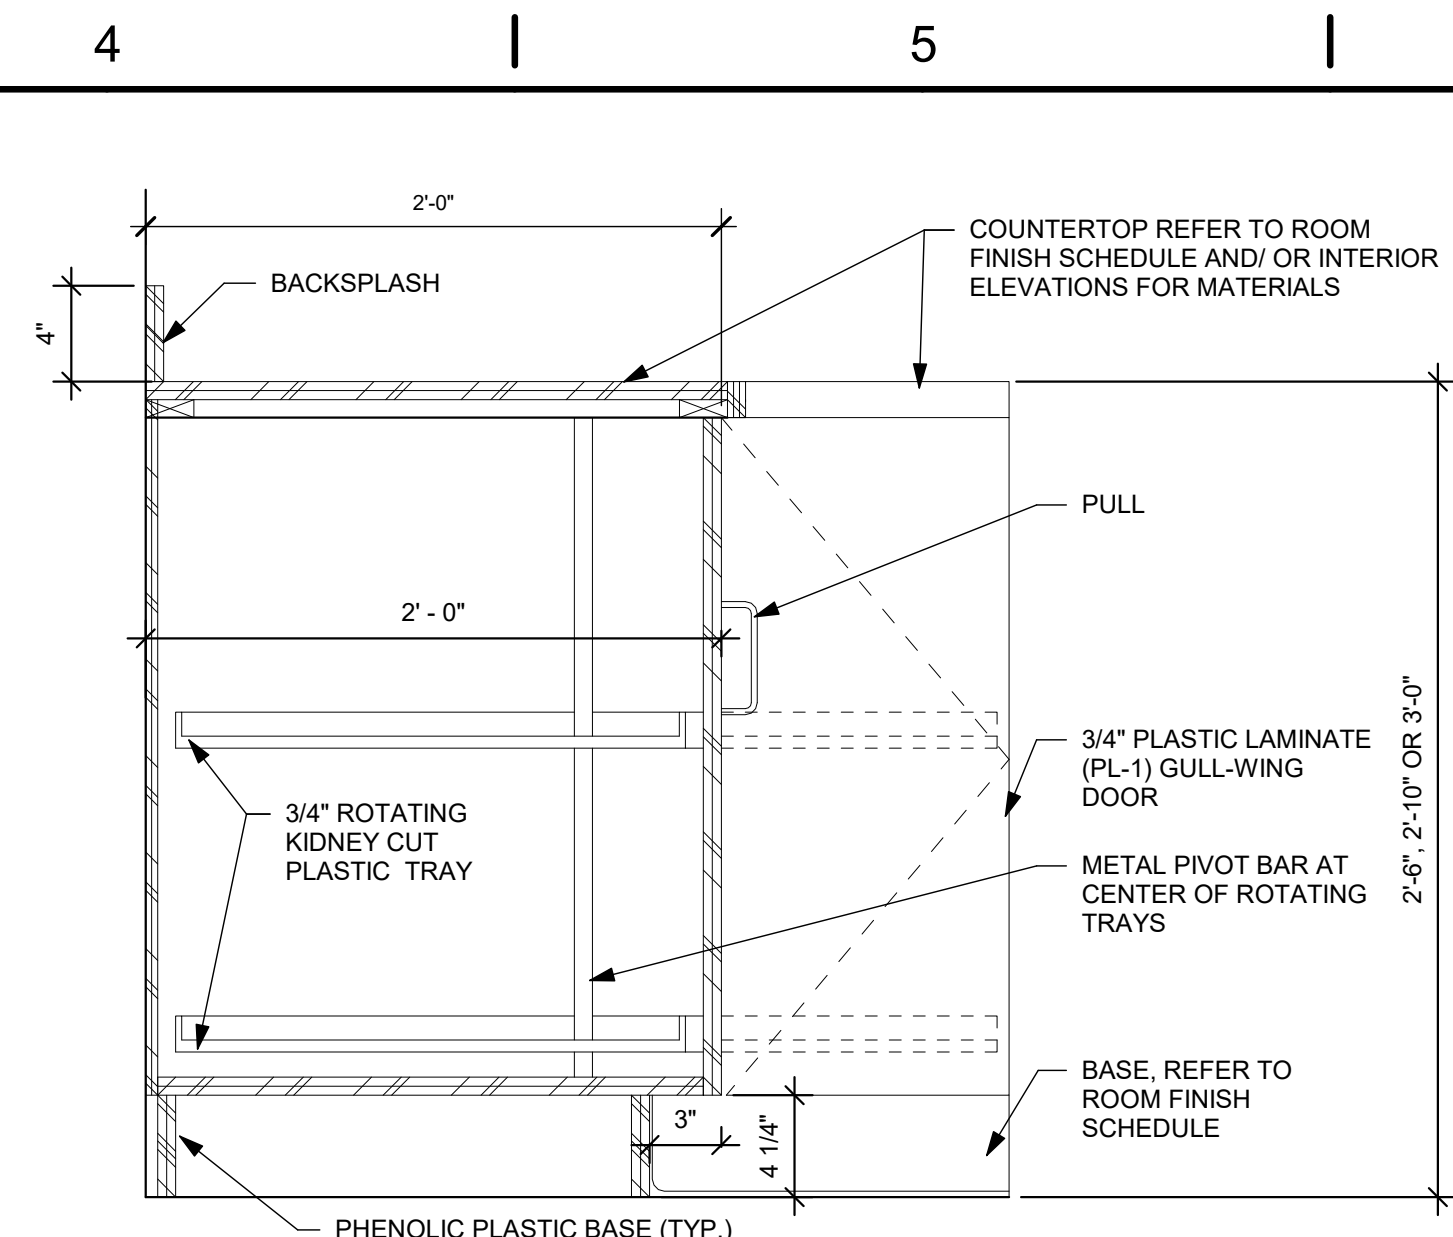 4
5
2'-0"
COUNTERTOP REFER TO ROOM
FINISH SCHEDULE AND/ OR INTERIOR
ELEVATIONS FOR MATERIALS
BACKSPLASH
4"
PULL
2' - 0"
3/4" PLASTIC LAMINATE
(PL-1) GULL-WING
DOOR
2'-6", 2'-10" OR 3'-0"
3/4" ROTATING
KIDNEY CUT
PLASTIC TRAY
METAL PIVOT BAR AT
CENTER OF ROTATING
TRAYS
BASE, REFER TO
ROOM FINISH
SCHEDULE
3"
4 1/4"
PHENOLIC PLASTIC BASE (TYP.)